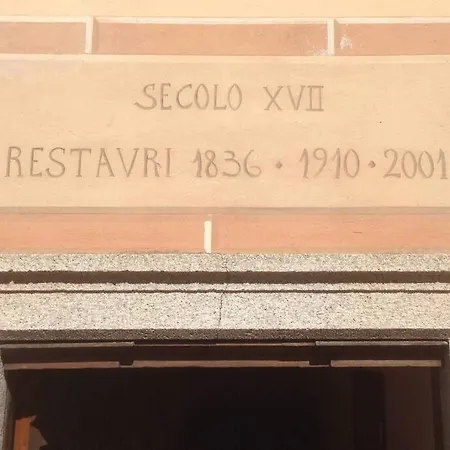 SECOLO XVII
RESTAVRI 1836 • 1910 • 2001